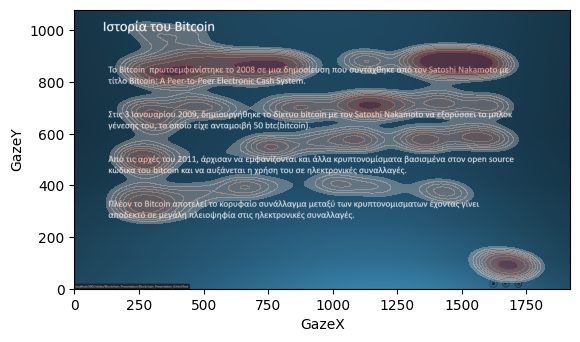 Ιστορία του Bitcoin
Το Bitcoin πρωτοεμφανίστηκε το 2008 σε μια δημοσίευση που συντάχθηκε από τον Satoshi Nakamoto με
τίτλο Bitcoin: A Peer-to-Peer Electronic Cash System.
Στις 3 Ιανουαρίου 2009, δημιουργήθηκε το δίκτυο bitcoin με τον Satoshi Nakamoto να εξορύσσει το μπλοκ
γένεσης του, το οποίο είχε ανταμοιβή 50 btc(bitcoin)
Από τις αρχές του 2011, άρχισαν να εμφανίζονται και άλλα κρυπτονομίσματα βασισμένα στον open source
κώδικα του bitcoin και να αυξάνεται η χρήση του σε ηλεκτρονικές συναλλαγές.
Πλέον το Bitcoin αποτελεί το κορυφαίο συνάλλαγμα μεταξύ των κρυπτονομισματων έχοντας γίνει
αποδεκτό σε μεγάλη πλειοψηφία στις ηλεκτρονικές συναλλαγές.
GazeY
1000
800
600
400
200
0
0 250 500 750 1000 1250 1500 1750
GazeX